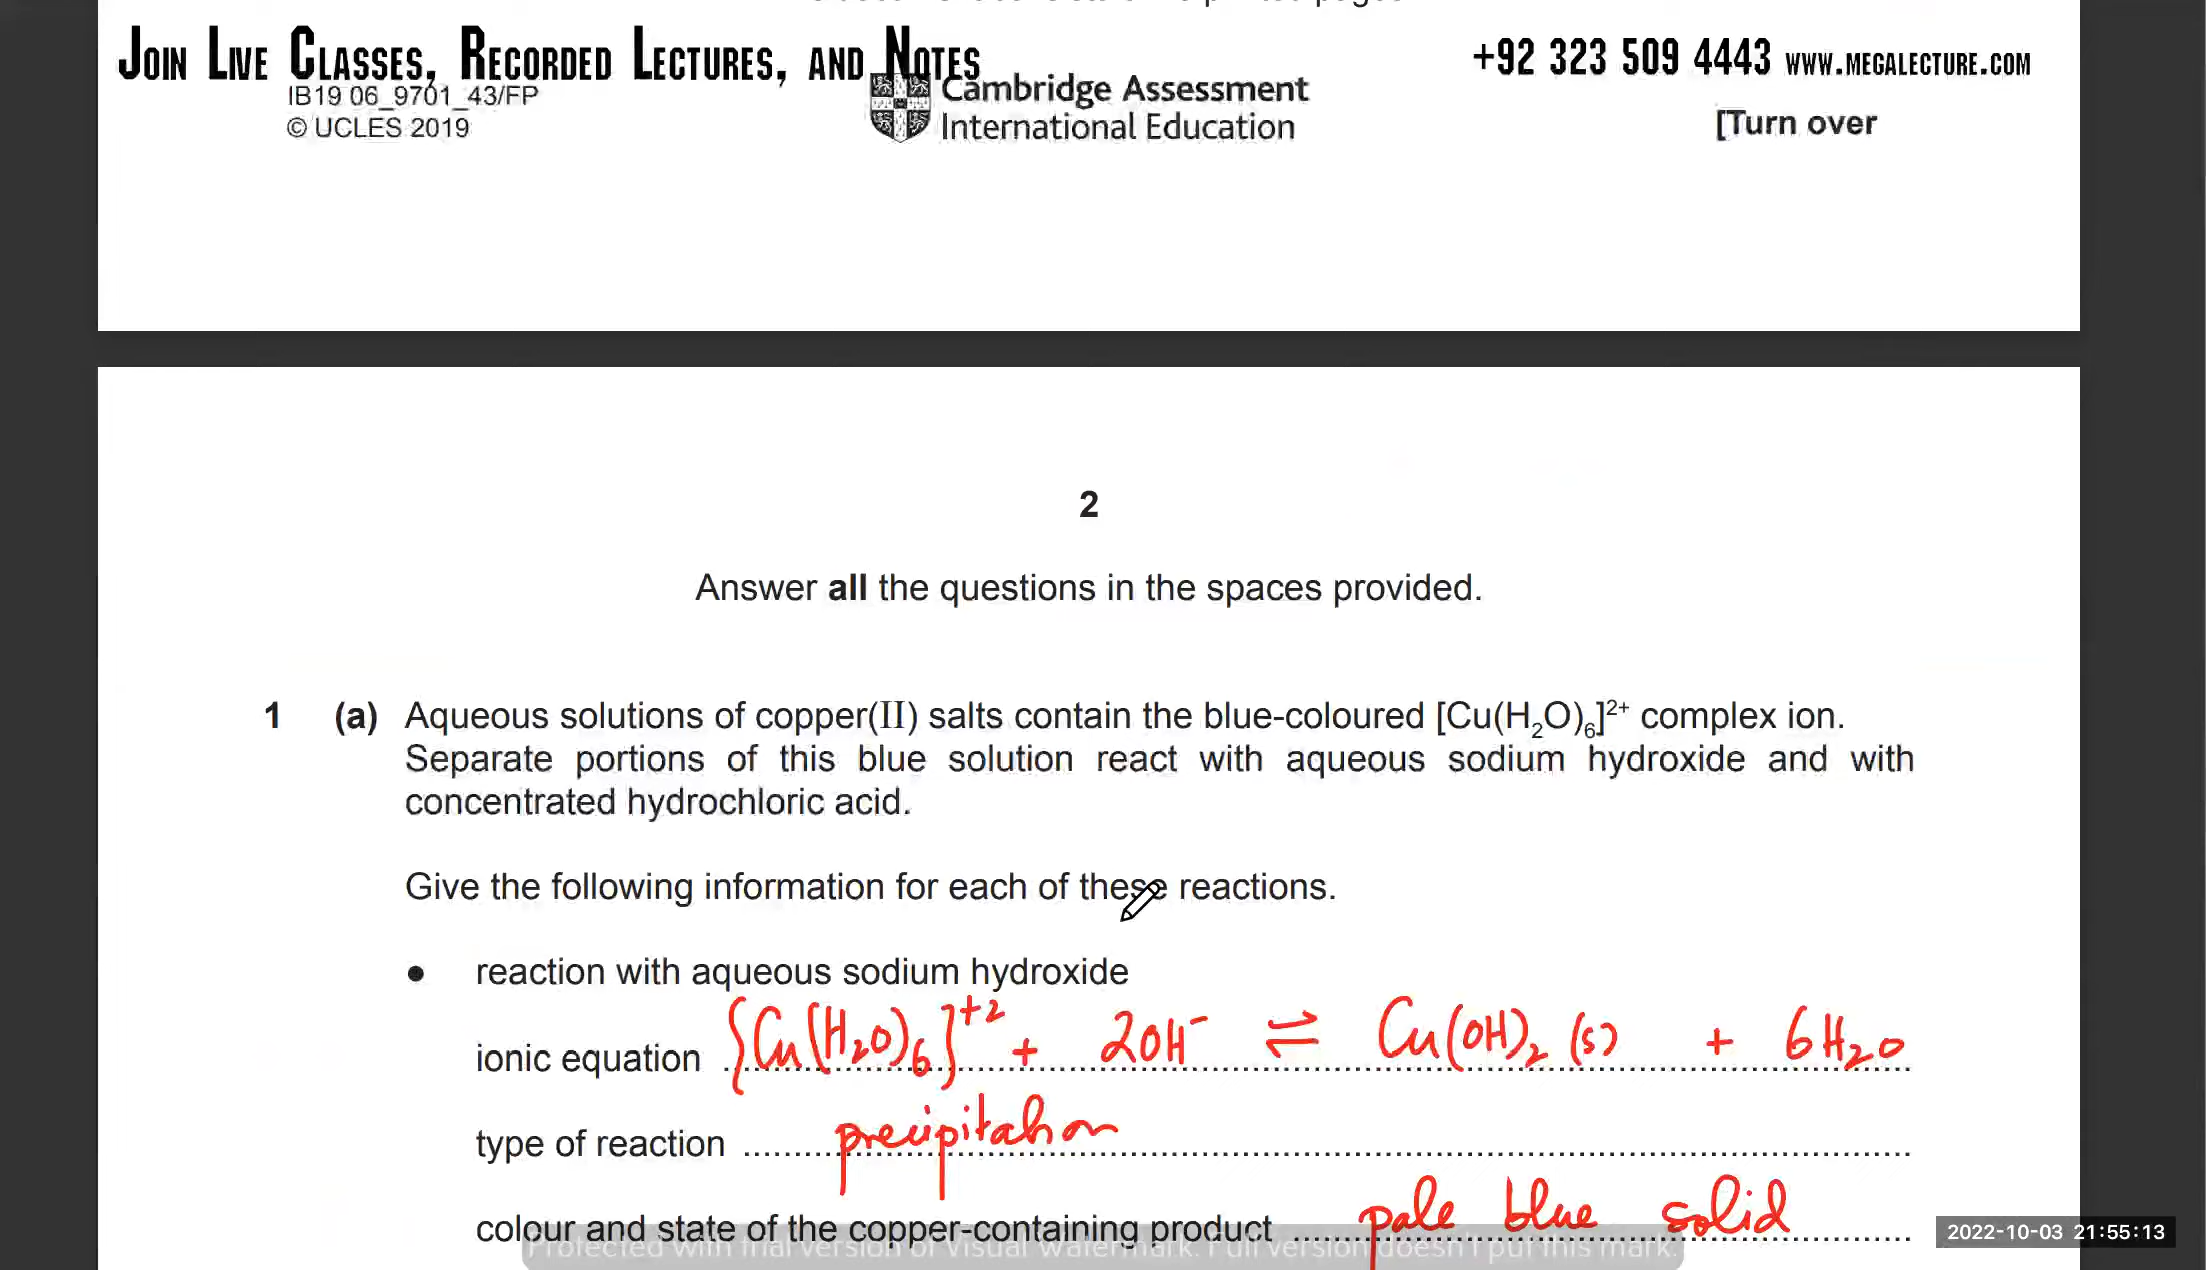 JOIN LIVE CLASSES, RECORDED LECTURES, AND NOTES
+92 323 509 4443 WWW.MEGALECTURE.COM
IB19 06_9701_43/FP
© UCLES 2019
Cambridge Assessment
International Education
[Turn over
2
Answer all the questions in the spaces provided.
1 (a) Aqueous solutions of copper(II) salts contain the blue-coloured [Cu(H₂O)₆]²⁺ complex ion.
Separate portions of this blue solution react with aqueous sodium hydroxide and with
concentrated hydrochloric acid.
Give the following information for each of these reactions.
● reaction with aqueous sodium hydroxide
ionic equation [Cu(H₂O)₆]⁺² + 2OH⁻ ⇌ Cu(OH)₂ (s) + 6H₂O
type of reaction precipitation
colour and state of the copper-containing product pale blue solid
Protected with trial version of Visual Watermark. Full version doesn't put this mark.
2022-10-03 21:55:13